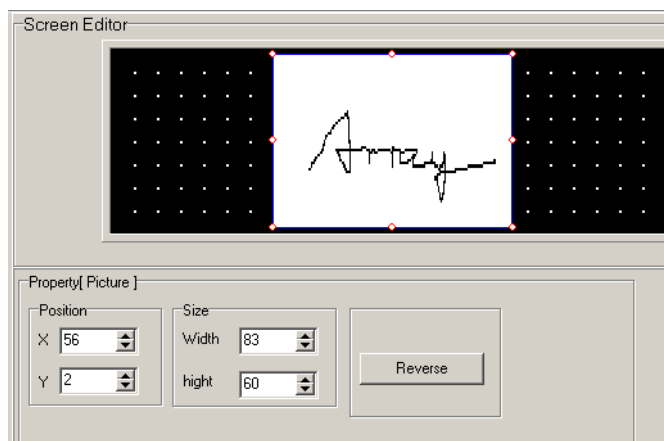 Screen Editor
Property[ Picture ]
Position
X 56
Y 2
Size
Width 83
hight 60
Reverse